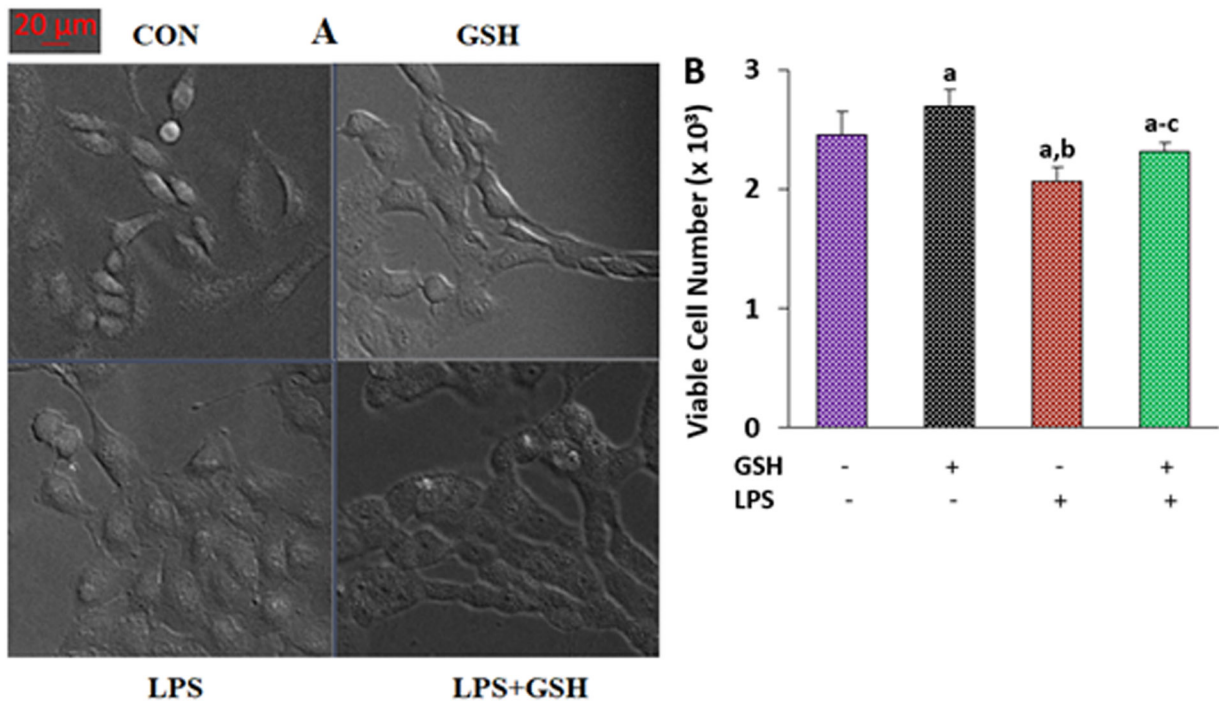 20 µm
CON A GSH
LPS LPS+GSH
B
Viable Cell Number (x 10³)
3
2
1
0
a
a,b
a-c
GSH - + - +
LPS - - + +